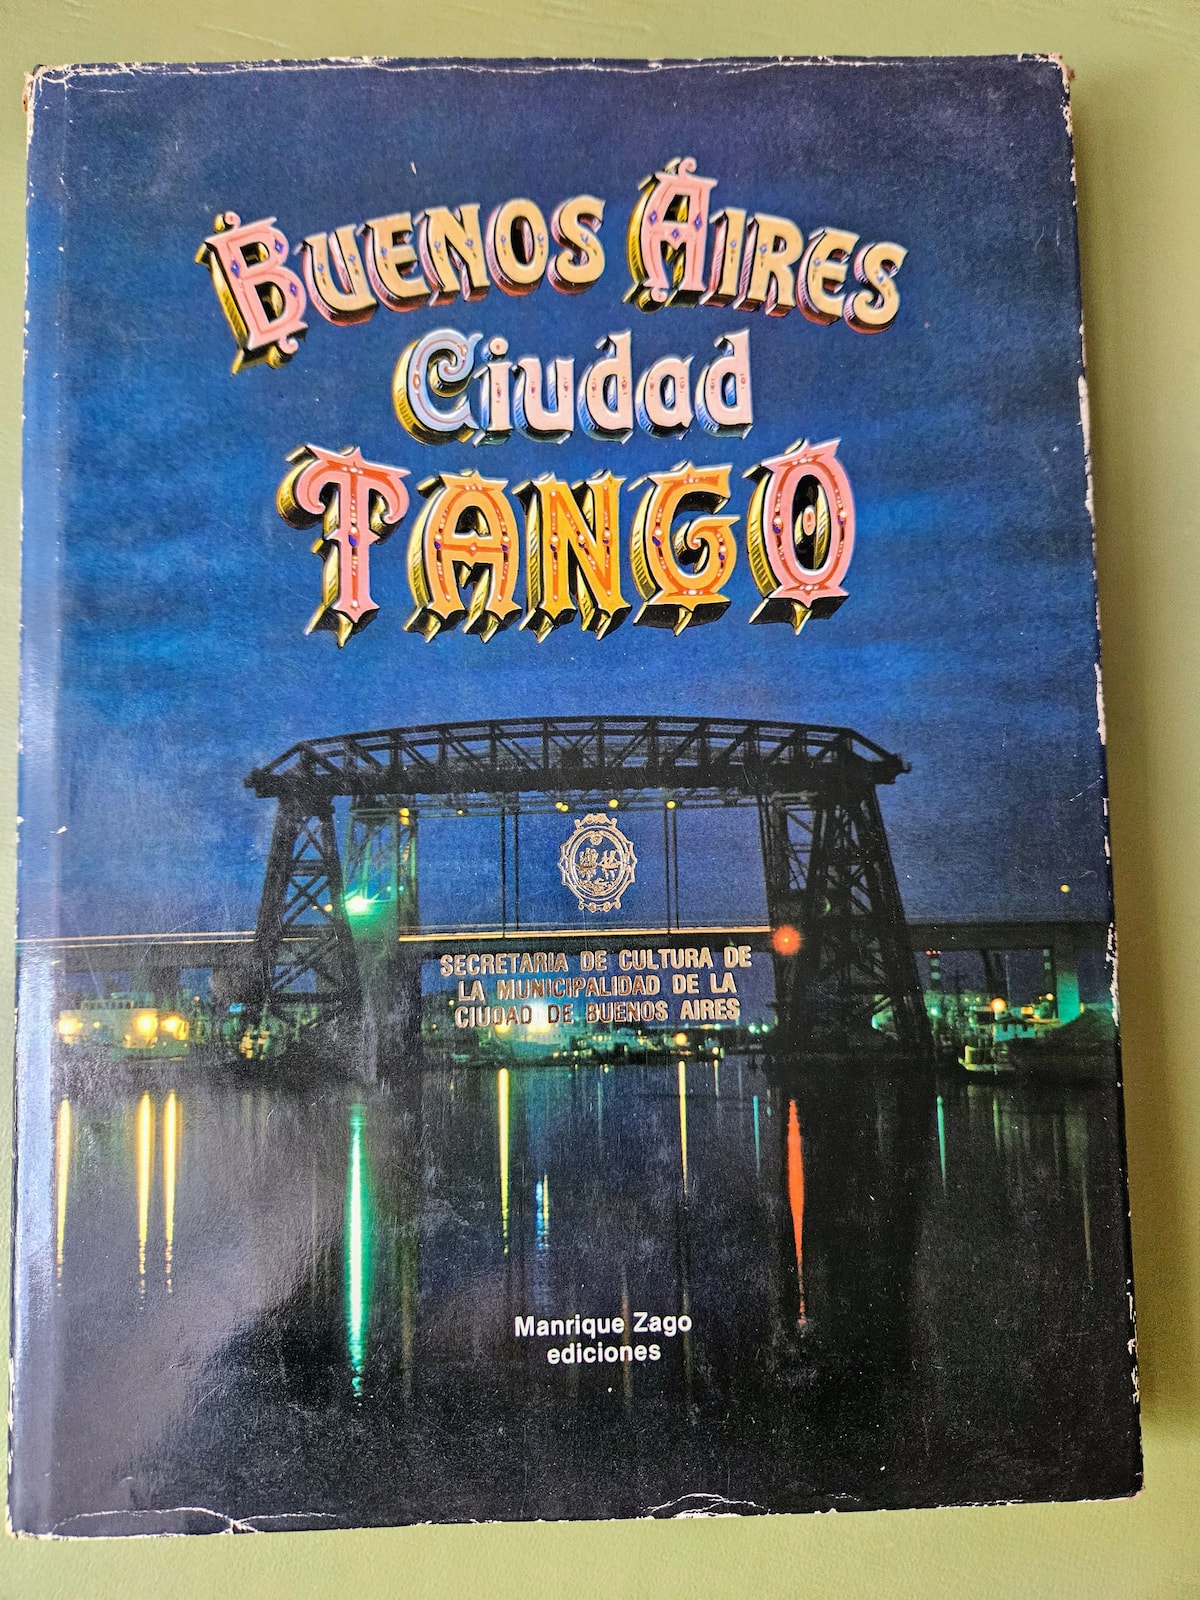 BUENOS AIRES
Ciudad
TANGO
SECRETARIA DE CULTURA DE
LA MUNICIPALIDAD DE LA
CIUDAD DE BUENOS AIRES
Manrique Zago
ediciones